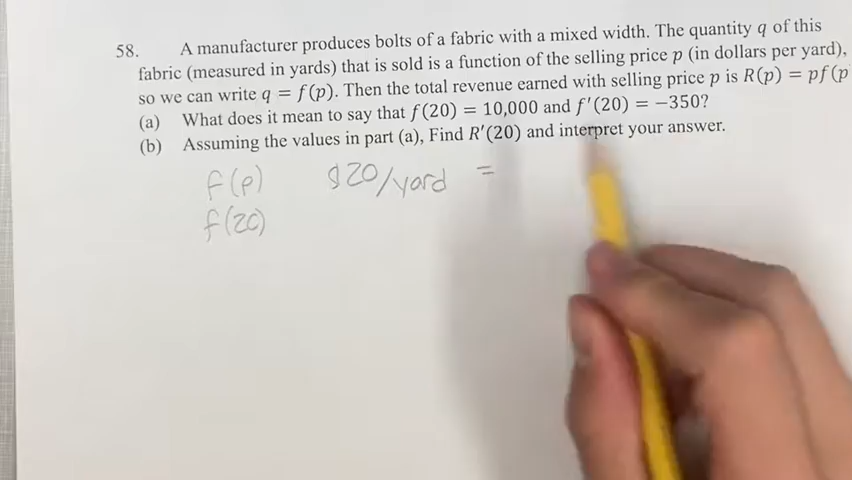 58. A manufacturer produces bolts of a fabric with a mixed width. The quantity q of this
fabric (measured in yards) that is sold is a function of the selling price p (in dollars per yard),
so we can write q = f(p). Then the total revenue earned with selling price p is R(p) = pf(p
(a) What does it mean to say that f(20) = 10,000 and f'(20) = −350?
(b) Assuming the values in part (a), Find R'(20) and interpret your answer.
f(p) $20/yard =
f(20)